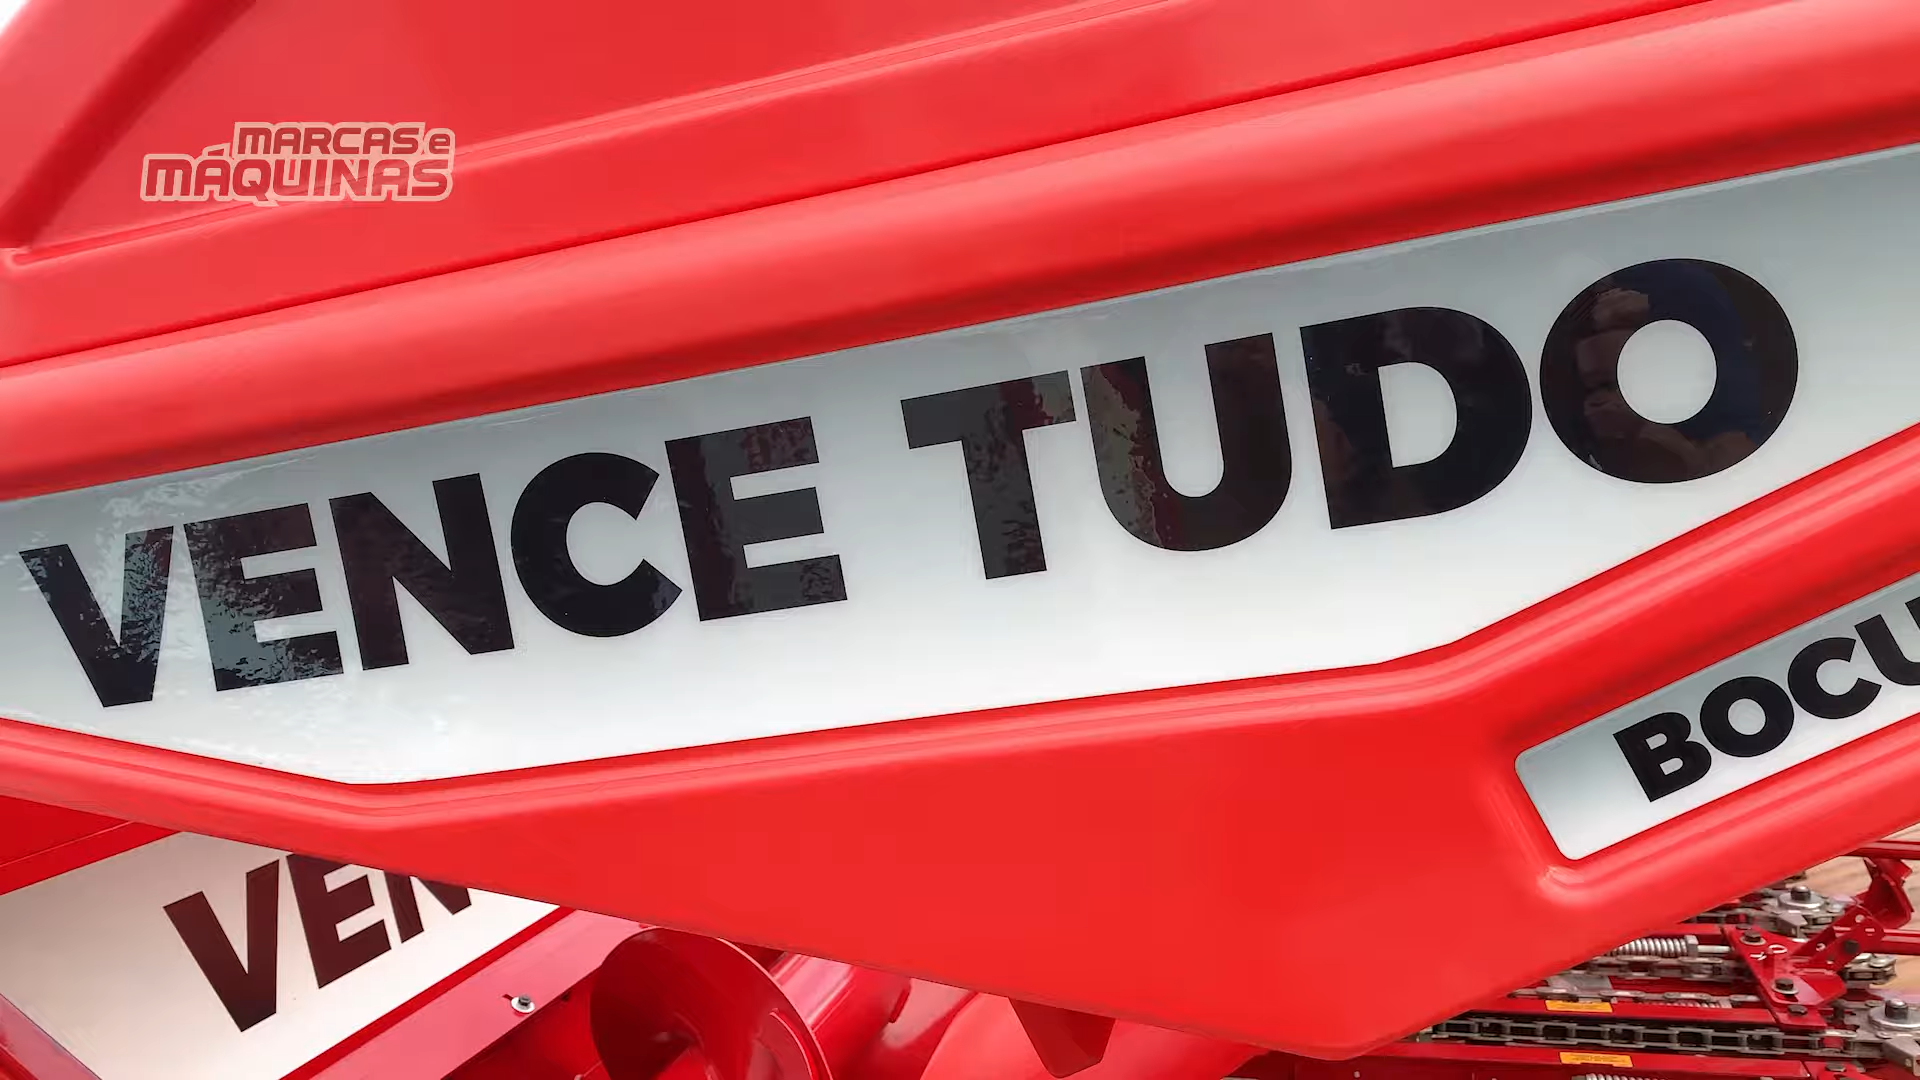 MARCAS e
MÁQUINAS
VENCE TUDO
BOCU
VEN